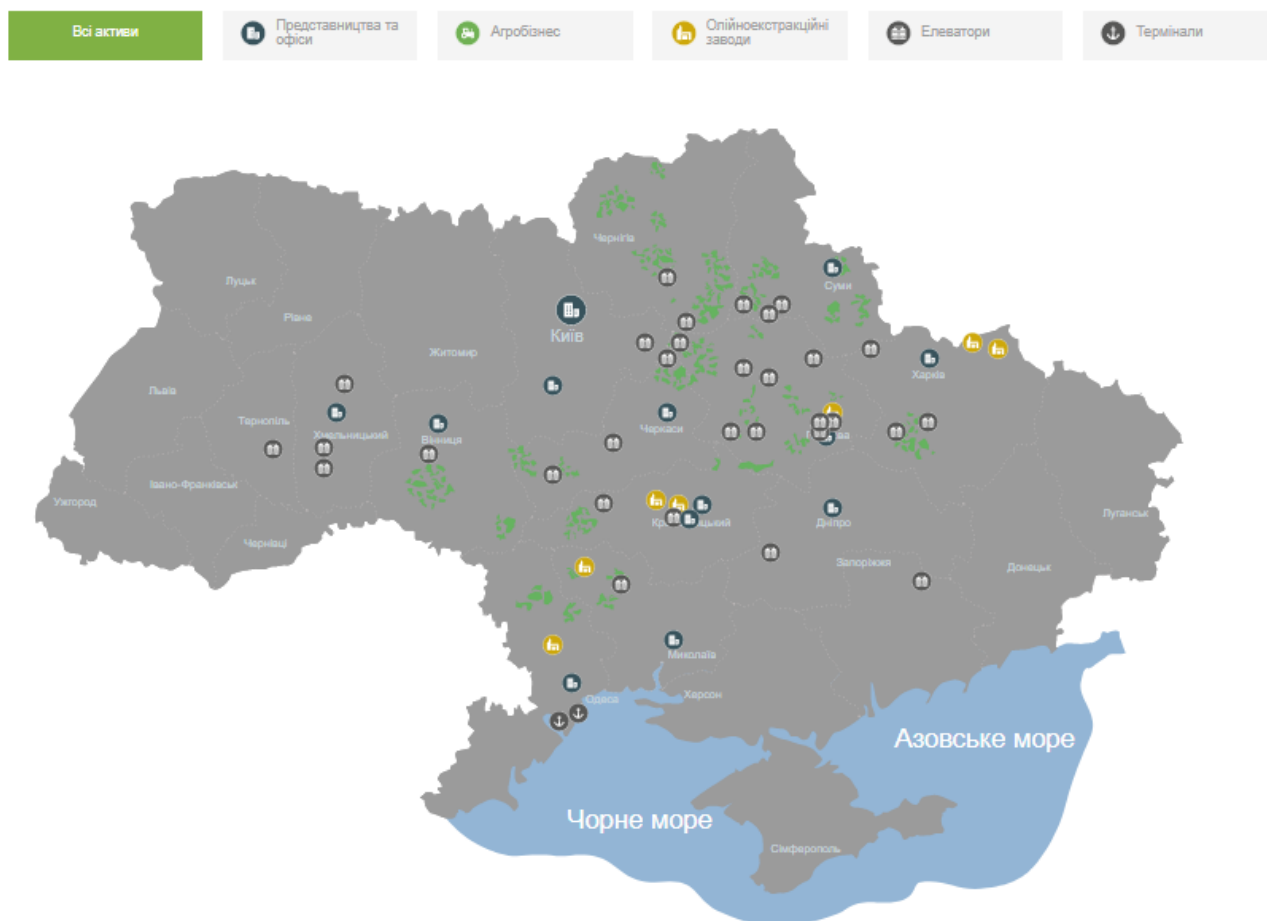 Всі активи
Представництва та
офіси
Агробізнес
Олійноекстракційні
заводи
Елеватори
Термінали
Чернігів
Луцьк
Суми
Рівне
Київ
Житомир
Харків
Львів
Тернопіль
Хмельницький
Вінниця
Черкаси
Івано-Франківськ
Ужгород
Луганськ
Дніпро
Чернівці
Запоріжжя
Донецьк
Миколаїв
Херсон
Одеса
Азовське море
Чорне море
Сімферополь